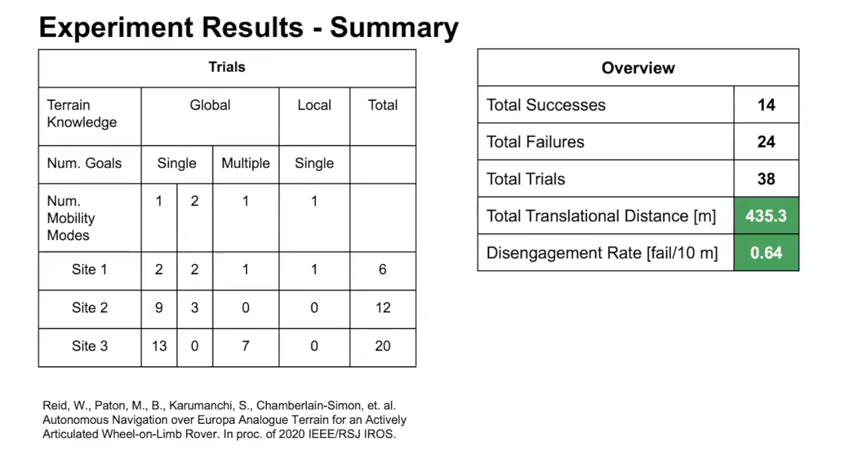 Experiment Results - Summary
Trials
Terrain Knowledge Global Local Total
Num. Goals Single Multiple Single
Num. Mobility Modes 1 2 1 1
Site 1 2 2 1 1 6
Site 2 9 3 0 0 12
Site 3 13 0 7 0 20
Overview
Total Successes 14
Total Failures 24
Total Trials 38
Total Translational Distance [m] 435.3
Disengagement Rate [fail/10 m] 0.64
Reid, W., Paton, M., B., Karumanchi, S., Chamberlain-Simon, et. al.
Autonomous Navigation over Europa Analogue Terrain for an Actively
Articulated Wheel-on-Limb Rover. In proc. of 2020 IEEE/RSJ IROS.